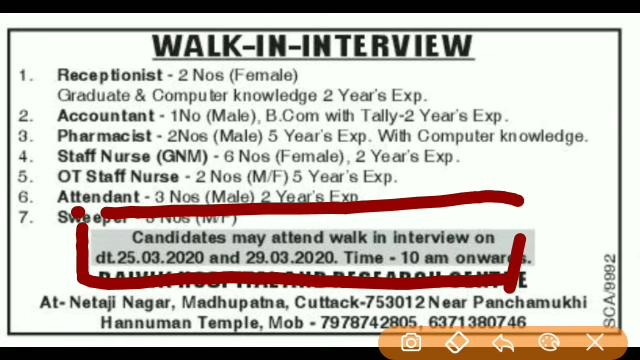 WALK-IN-INTERVIEW
1. Receptionist - 2 Nos (Female)
Graduate & Computer knowledge 2 Year's Exp.
2. Accountant - 1No (Male), B.Com with Tally-2 Year's Exp.
3. Pharmacist - 2Nos (Male) 5 Year's Exp. With Computer knowledge.
4. Staff Nurse (GNM) - 6 Nos (Female), 2 Year's Exp.
5. OT Staff Nurse - 2 Nos (M/F) 5 Year's Exp.
6. Attendant - 3 Nos (Male) 2 Year's Exp
7. Sweeper - 3 Nos (M/F)
Candidates may attend walk in interview on
dt.25.03.2020 and 29.03.2020. Time - 10 am onwards.
HOSPITAL AND RESEARCH CENTRE
At- Netaji Nagar, Madhupatna, Cuttack-753012 Near Panchamukhi
Hannuman Temple, Mob - 7978742805, 6371380746
SCA/9992